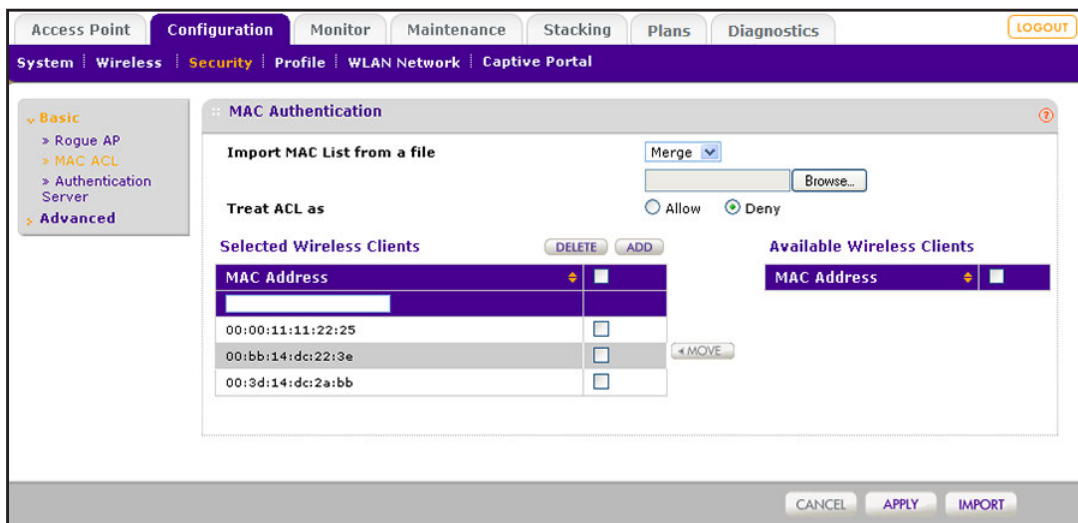 Access Point Configuration Monitor Maintenance Stacking Plans Diagnostics LOGOUT
System Wireless Security Profile WLAN Network Captive Portal
Basic
» Rogue AP
» MAC ACL
» Authentication
Server
Advanced
MAC Authentication ?
Import MAC List from a file Merge
Browse...
Treat ACL as Allow Deny
Selected Wireless Clients DELETE ADD
MAC Address
00:00:11:11:22:25
00:bb:14:dc:22:3e
00:3d:14:dc:2a:bb
MOVE
Available Wireless Clients
MAC Address
CANCEL APPLY IMPORT